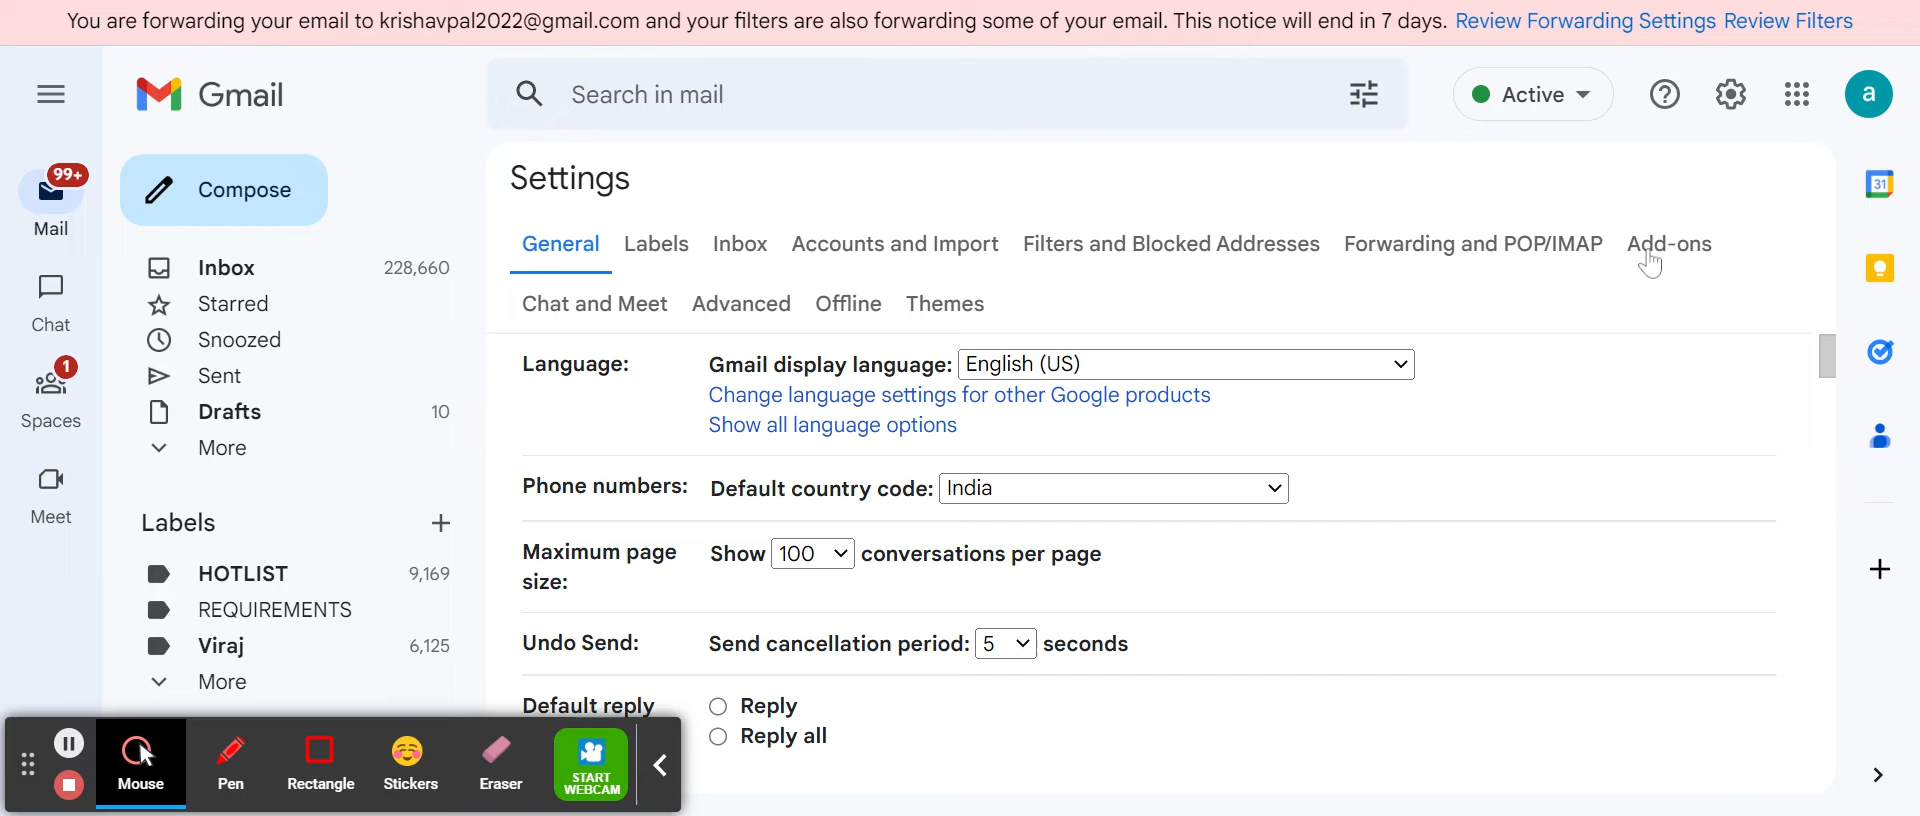 You are forwarding your email to krishavpal2022@gmail.com and your filters are also forwarding some of your email. This notice will end in 7 days. Review Forwarding Settings Review Filters
Gmail
Search in mail
Active
a
99+
Mail
Chat
1
Spaces
Meet
Compose
Inbox 228,660
Starred
Snoozed
Sent
Drafts 10
More
Labels
HOTLIST 9,169
REQUIREMENTS
Viraj 6,125
More
Settings
General Labels Inbox Accounts and Import Filters and Blocked Addresses Forwarding and POP/IMAP Add-ons
Chat and Meet Advanced Offline Themes
Language: Gmail display language: English (US)
Change language settings for other Google products
Show all language options
Phone numbers: Default country code: India
Maximum page size: Show 100 conversations per page
Undo Send: Send cancellation period: 5 seconds
Default reply Reply
Reply all
31
Mouse
Pen
Rectangle
Stickers
Eraser
START
WEBCAM